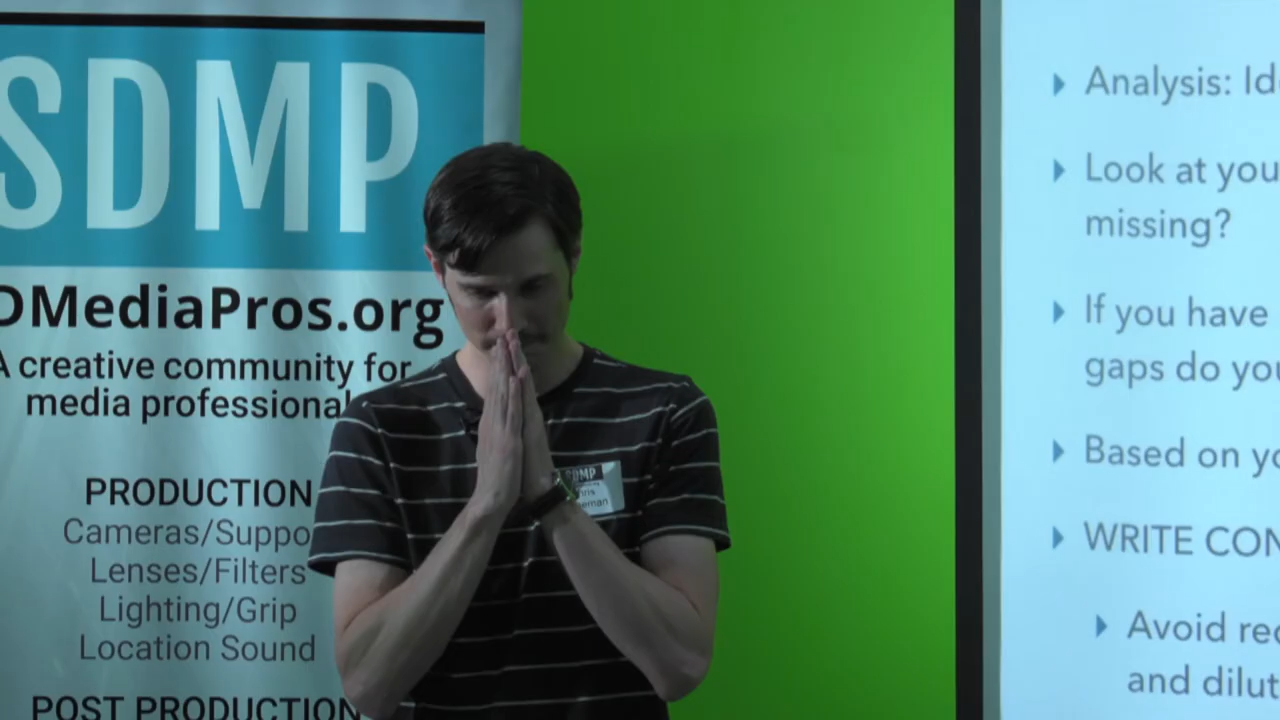 SDMP
DMediaPros.org
A creative community for
media professional
PRODUCTION
Cameras/Suppo
Lenses/Filters
Lighting/Grip
Location Sound
POST PRODUCTION
SDMP
Analysis: Id
Look at you
missing?
If you have
gaps do you
Based on yo
WRITE CON
Avoid red
and dilut